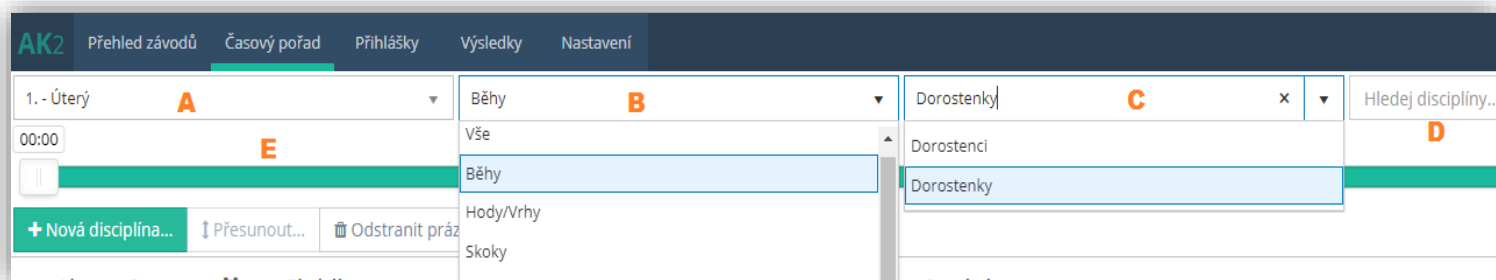 AK2 Přehled závodů Časový pořad Přihlášky Výsledky Nastavení
1. - Úterý A Běhy B Dorostenky C × Hledej disciplíny... D
00:00 E Vše Dorostenci
Běhy Dorostenky
Hody/Vrhy
+ Nová disciplína... Přesunout... Odstranit práz
Skoky